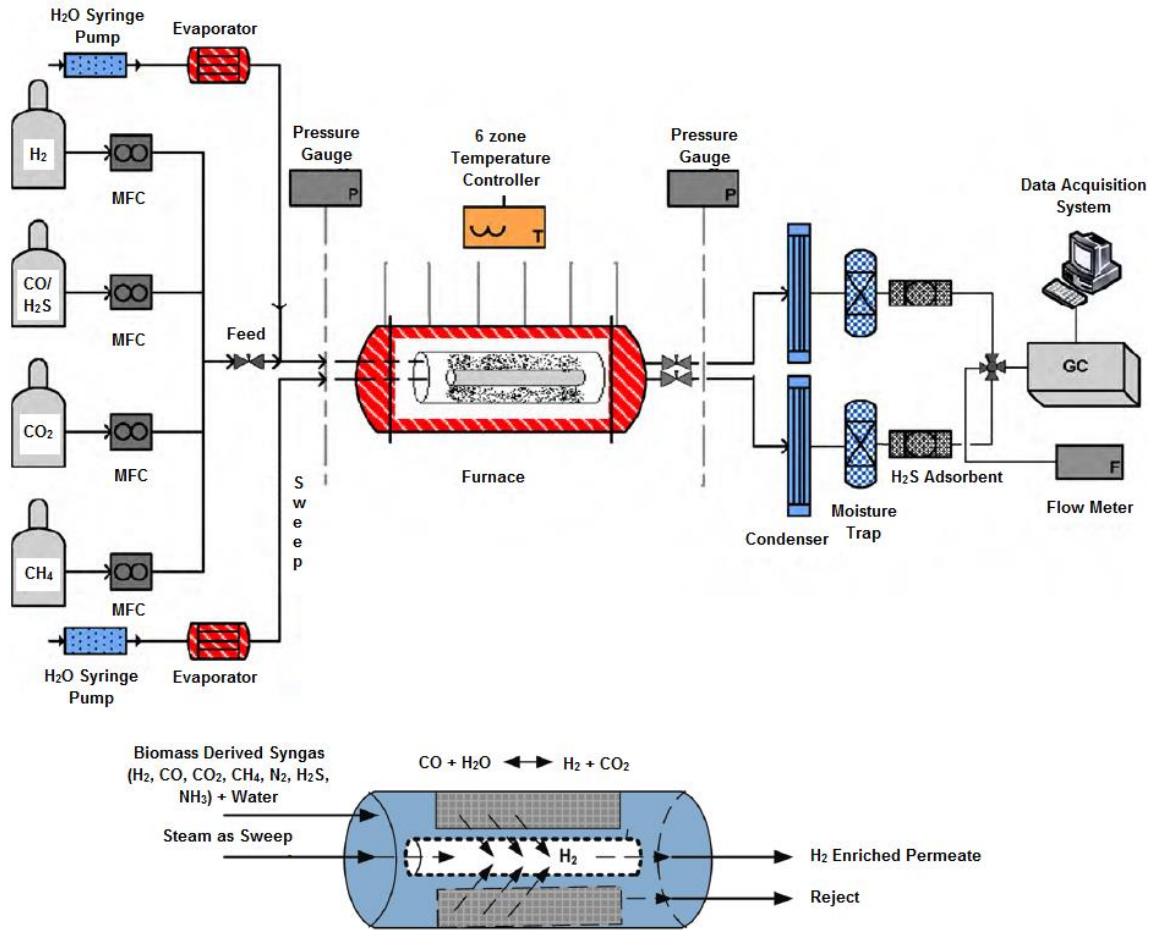 H₂O Syringe
Pump
Evaporator
H₂
MFC
Pressure
Gauge
P
6 zone
Temperature
Controller
T
Pressure
Gauge
P
Data Acquisition
System
CO/
H₂S
MFC
Feed
GC
CO₂
MFC
Furnace
H₂S Adsorbent
F
Flow Meter
Moisture
Trap
Condenser
Sweep
CH₄
MFC
H₂O Syringe
Pump
Evaporator
Biomass Derived Syngas
(H₂, CO, CO₂, CH₄, N₂, H₂S,
NH₃) + Water
CO + H₂O ↔ H₂ + CO₂
Steam as Sweep
H₂
H₂ Enriched Permeate
Reject